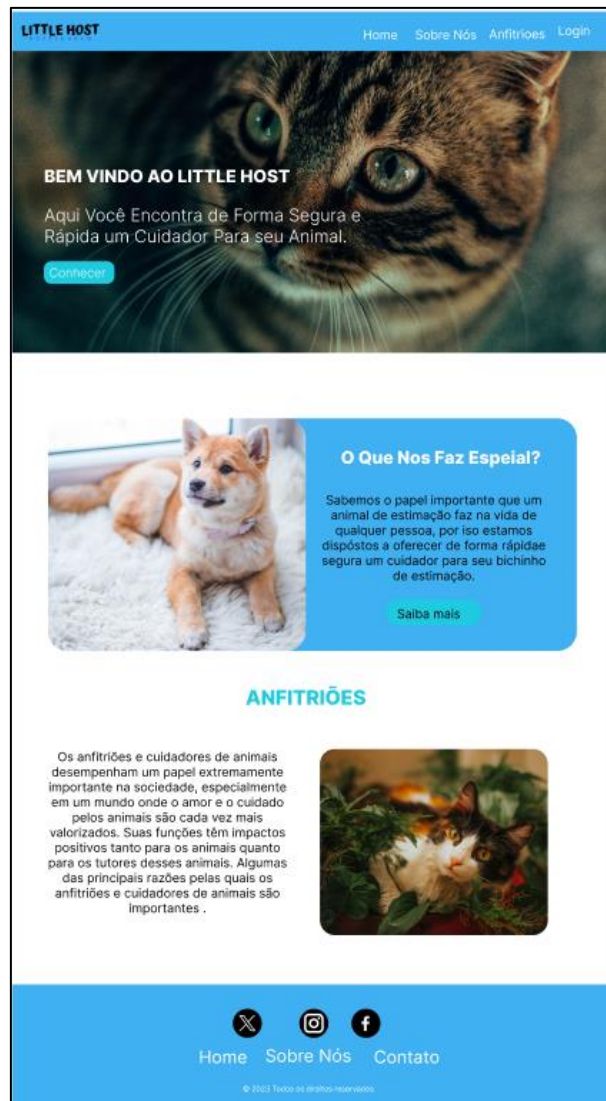 LITTLE HOST
Home Sobre Nós Anfitrioes Login
BEM VINDO AO LITTLE HOST
Aqui Você Encontra de Forma Segura e
Rápida um Cuidador Para seu Animal.
Conhecer
O Que Nos Faz Espeial?
Sabemos o papel importante que um
animal de estimação faz na vida de
qualquer pessoa, por iso estamos
dispóstos a oferecer de forma rápidae
segura um cuidador para seu bichinho
de estimação.
Saiba mais
ANFITRIÕES
Os anfitriões e cuidadores de animais
desempenham um papel extremamente
importante na sociedade, especialmente
em um mundo onde o amor e o cuidado
pelos animais são cada vez mais
valorizados. Suas funções têm impactos
positivos tanto para os animais quanto
para os tutores desses animais. Algumas
das principais razões pelas quais os
anfitriões e cuidadores de animais são
importantes .
Home Sobre Nós Contato
© 2023 Todos os direitos reservados